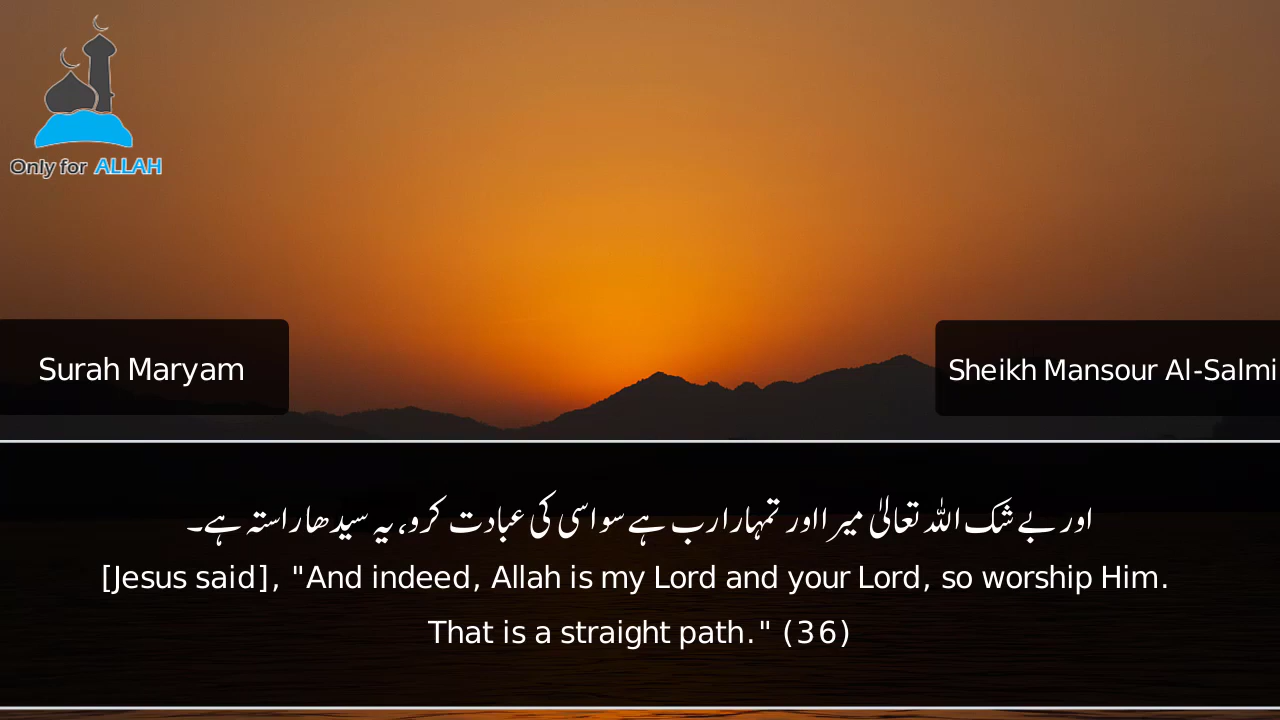 Only for ALLAH
Surah Maryam
Sheikh Mansour Al-Salmi
اور بے شک اللہ تعالیٰ میرا اور تمہارا رب ہے سو اسی کی عبادت کرو، یہ سیدھا راستہ ہے۔
[Jesus said], "And indeed, Allah is my Lord and your Lord, so worship Him.
That is a straight path." (36)